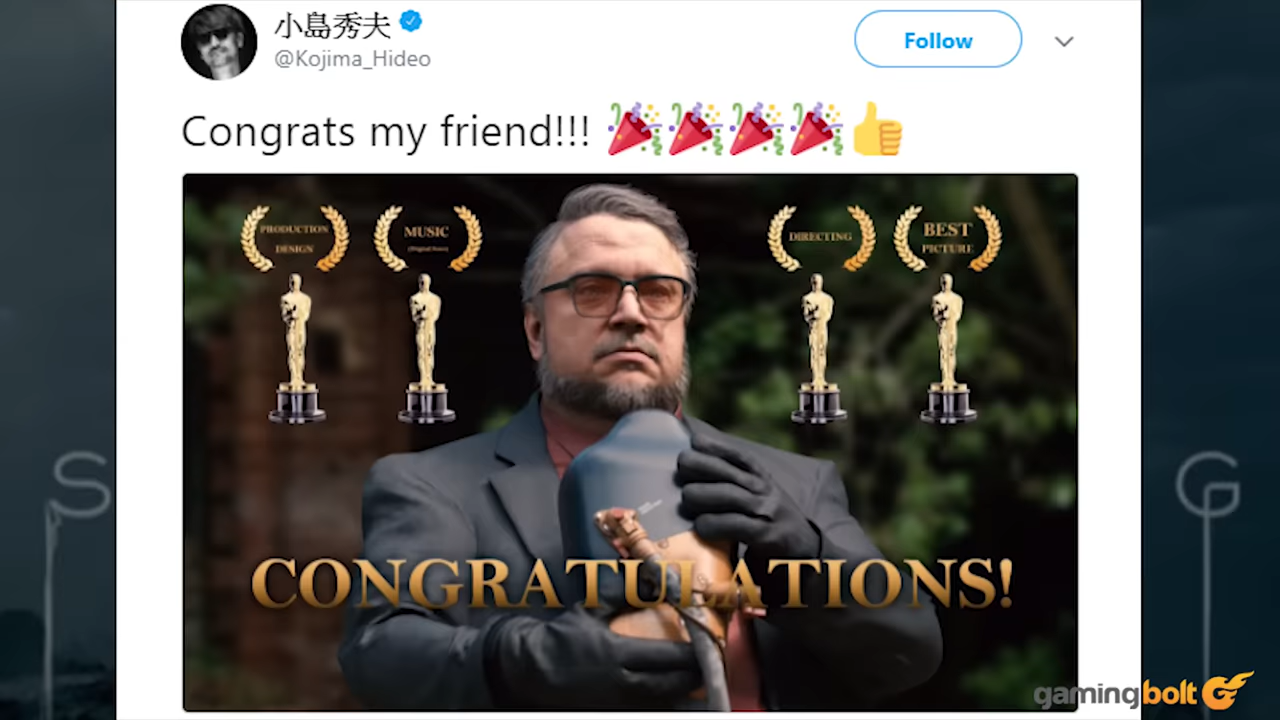 小島秀夫
@Kojima_Hideo
Follow
Congrats my friend!!!
PRODUCTION
DESIGN
MUSIC
DIRECTING
BEST
PICTURE
CONGRATULATIONS!
S
G
gamingbolt